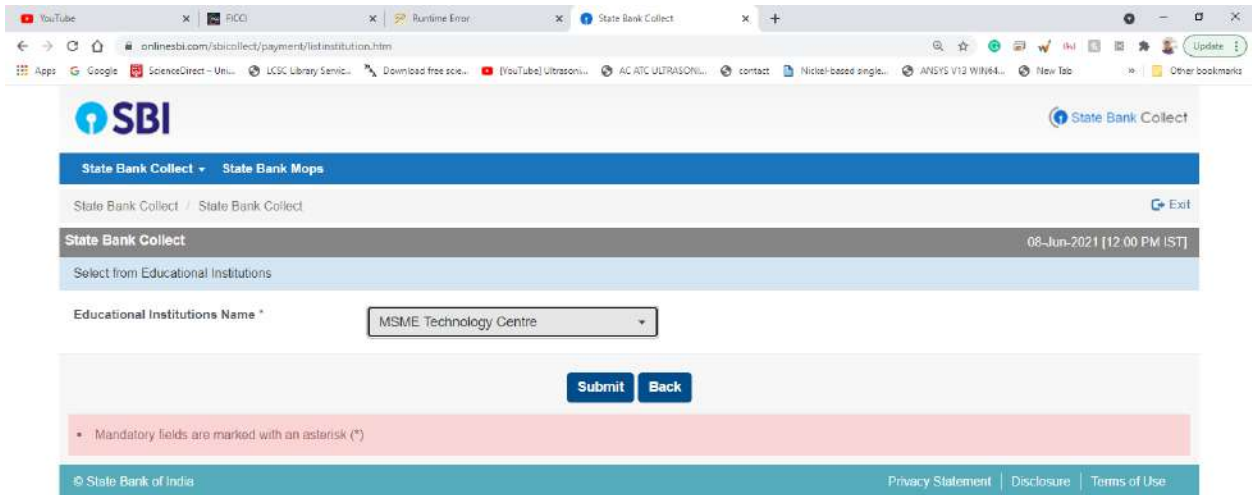 YouTube FICCI Runtime Error State Bank Collect
onlinesbi.com/sbicollect/payment/listinstitution.htm Update
Apps Google ScienceDirect – Uni... LCSC Library Servic... Download free scie... [YouTube] Ultrasoni... AC ATC ULTRASONI... contact Nickel-based single... ANSYS V13 WIN64... New Tab Other bookmarks
SBI State Bank Collect
State Bank Collect State Bank Mops
State Bank Collect / State Bank Collect Exit
State Bank Collect 08-Jun-2021 [12:00 PM IST]
Select from Educational Institutions
Educational Institutions Name * MSME Technology Centre
Submit Back
• Mandatory fields are marked with an asterisk (*)
© State Bank of India Privacy Statement | Disclosure | Terms of Use